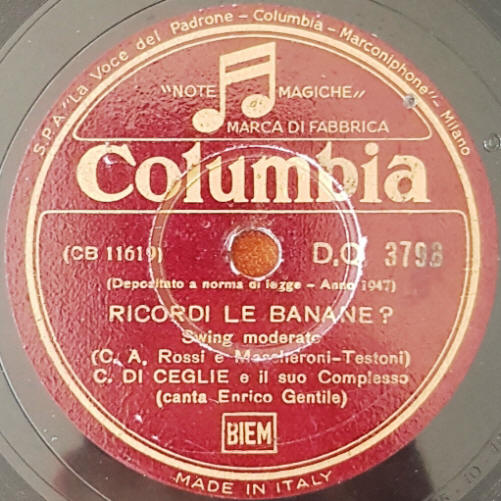 S.P.A "La Voce del Padrone - Columbia - Marconiphone" - Milano
"NOTE MAGICHE"
MARCA DI FABBRICA
Columbia
(CB 11619) D.Q. 3798
(Depositato a norma di legge - Anno 1947)
RICORDI LE BANANE?
Swing moderato
(C. A. Rossi e Mascheroni-Testoni)
C. DI CEGLIE e il suo Complesso
(canta Enrico Gentile)
BIEM
MADE IN ITALY